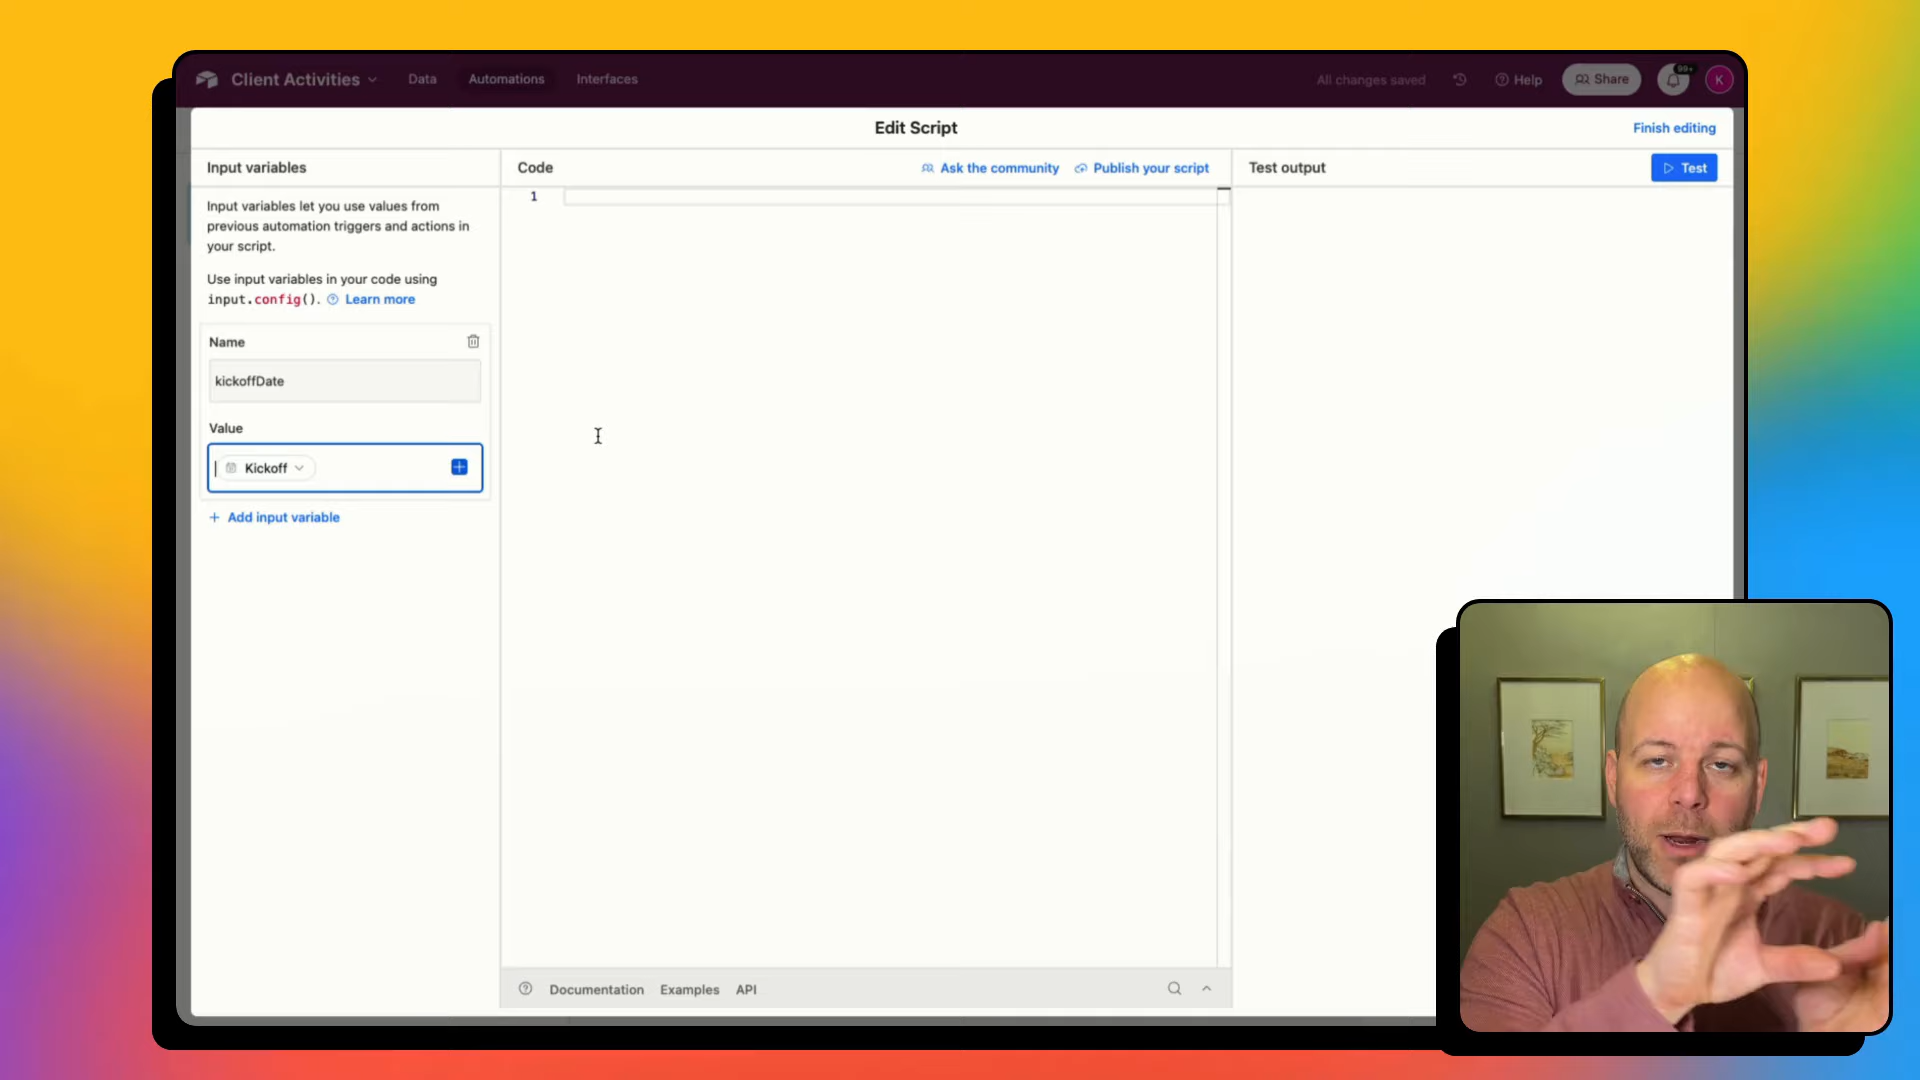 Client Activities
Data
Automations
Interfaces
All changes saved
Help
Share
99+
K
Edit Script
Finish editing
Input variables
Code
Ask the community
Publish your script
Test output
Test
Input variables let you use values from
previous automation triggers and actions in
your script.
Use input variables in your code using
input.config(). Learn more
Name
kickoffDate
Value
Kickoff
+ Add input variable
1
Documentation
Examples
API